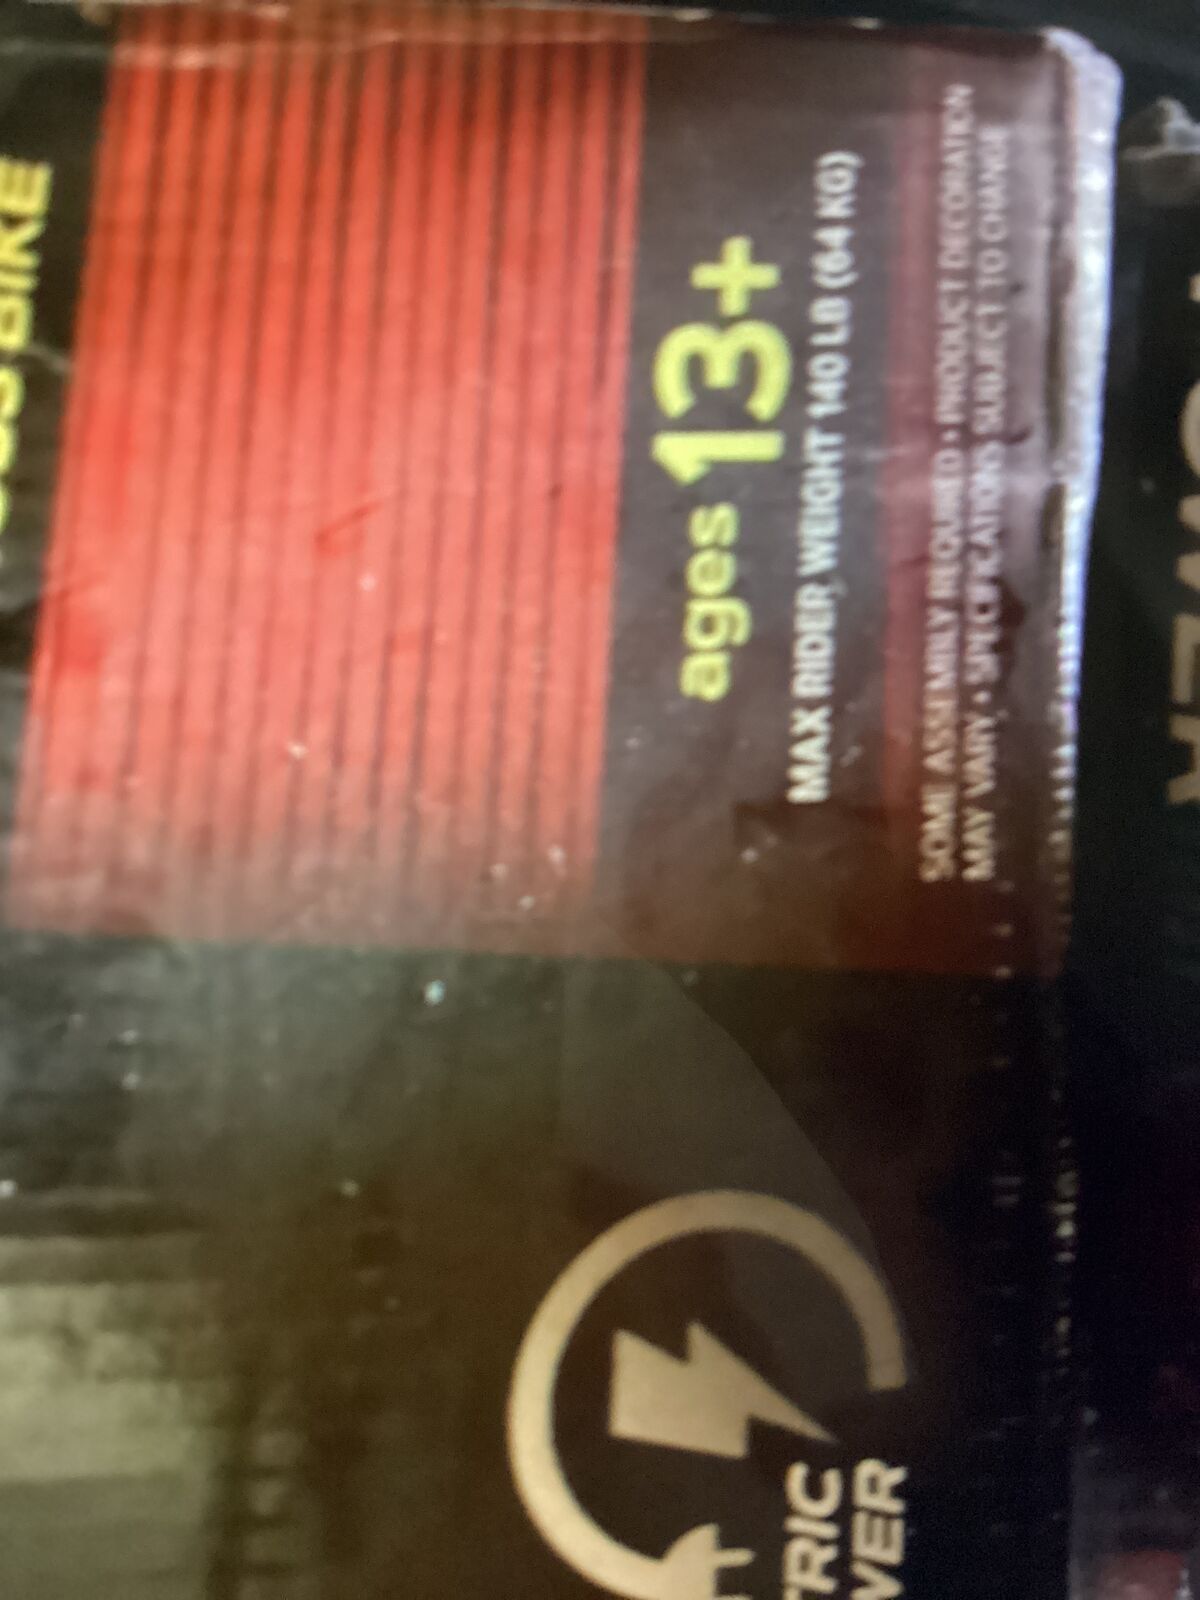 BIKE
ages 13+
MAX RIDER WEIGHT 140 LB (64 KG)
SOME ASSEMBLY REQUIRED • PRODUCT DECORATION
MAY VARY • SPECIFICATIONS SUBJECT TO CHANGE
TRIC
WER